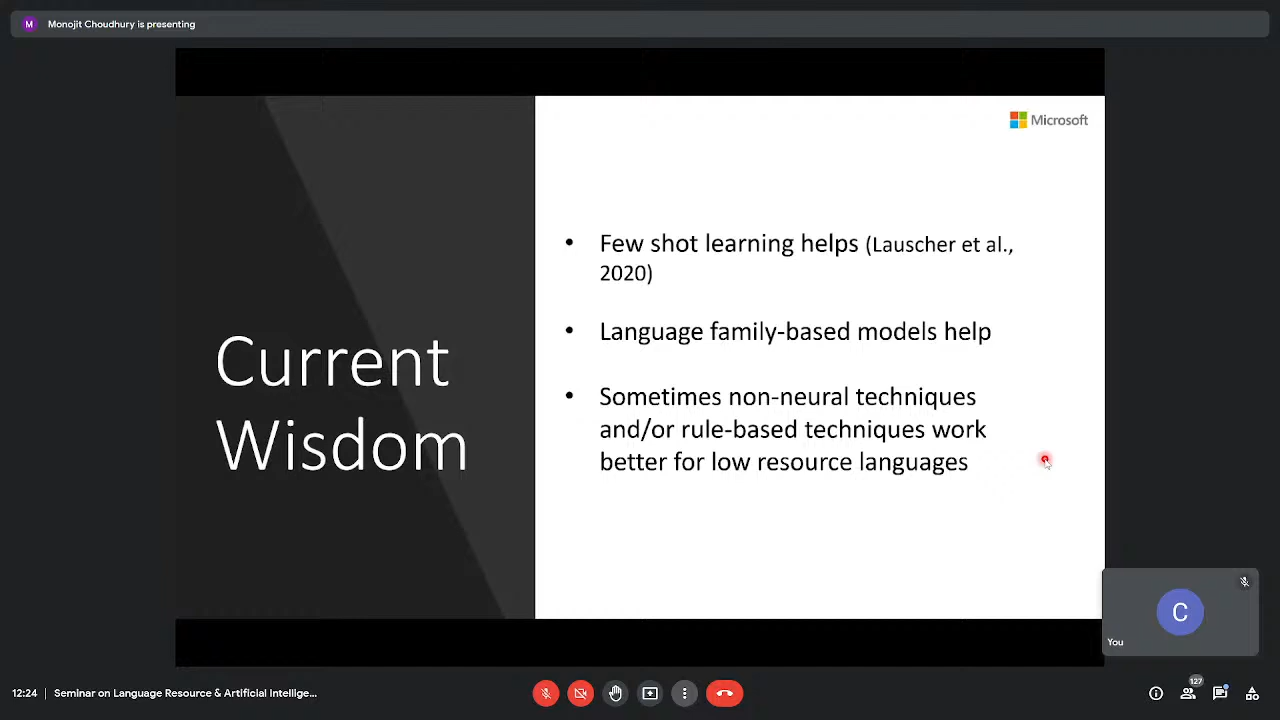 M Monojit Choudhury is presenting
Microsoft
Current
Wisdom
• Few shot learning helps (Lauscher et al.,
2020)
• Language family-based models help
• Sometimes non-neural techniques
and/or rule-based techniques work
better for low resource languages
C
You
12:24 | Seminar on Language Resource & Artificial Intellige...
127